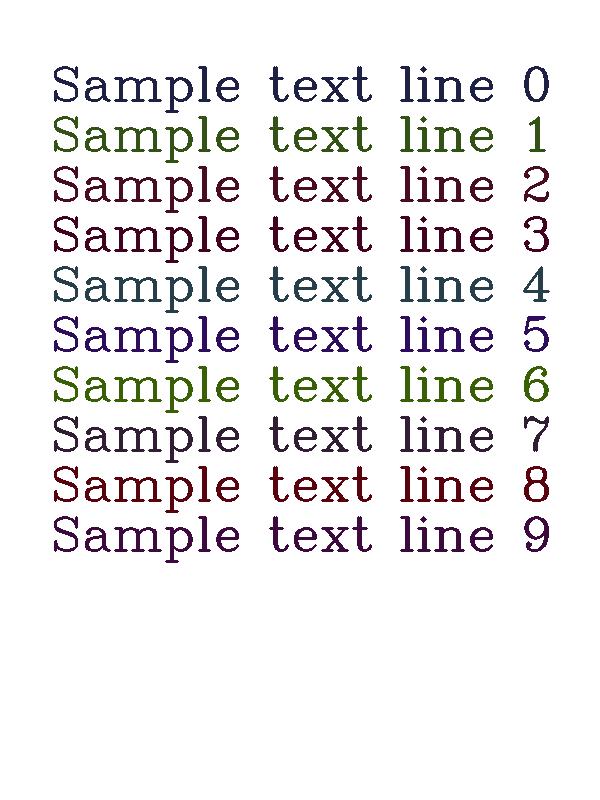 Sample text line 0
Sample text line 1
Sample text line 2
Sample text line 3
Sample text line 4
Sample text line 5
Sample text line 6
Sample text line 7
Sample text line 8
Sample text line 9